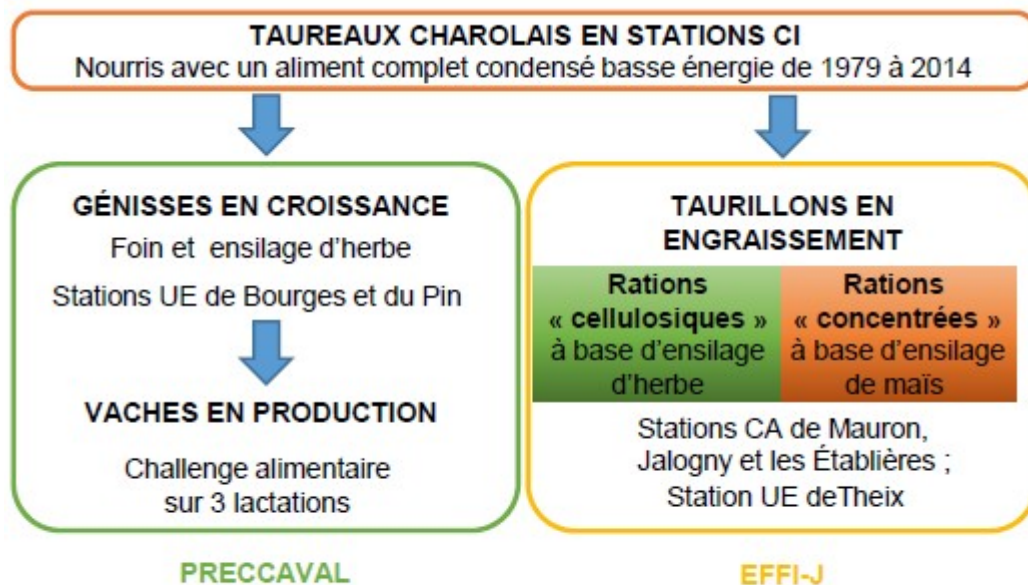 TAUREAUX CHAROLAIS EN STATIONS CI
Nourris avec un aliment complet condensé basse énergie de 1979 à 2014
GÉNISSES EN CROISSANCE
Foin et ensilage d'herbe
Stations UE de Bourges et du Pin
VACHES EN PRODUCTION
Challenge alimentaire
sur 3 lactations
PRECCAVAL
TAURILLONS EN
ENGRAISSEMENT
Rations
« cellulosiques »
à base d'ensilage
d'herbe
Rations
« concentrées »
à base d'ensilage
de maïs
Stations CA de Mauron,
Jalogny et les Établières ;
Station UE deTheix
EFFI-J